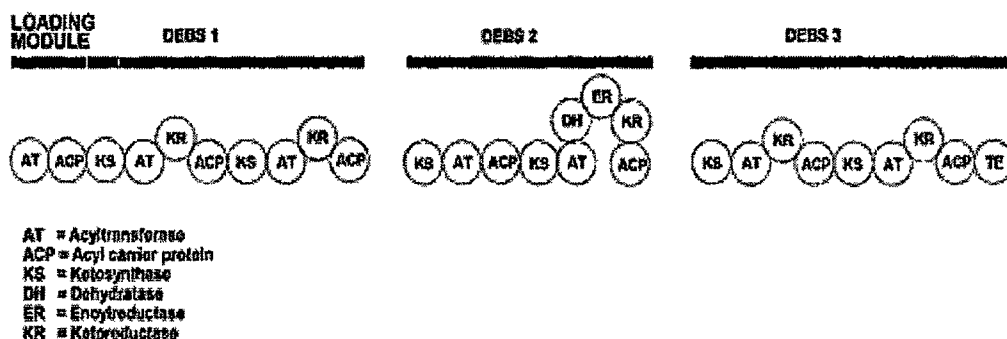 LOADING
MODULE
DEBS 1
DEBS 2
DEBS 3
AT ACP KS AT KR ACP KS AT KR ACP
KS AT ACP KS AT DH ER KR ACP
KS AT KR ACP KS AT KR ACP TE
AT = Acyltransferase
ACP = Acyl carrier protein
KS = Ketosynthase
DH = Dehydratase
ER = Enoylreductase
KR = Ketoreductase